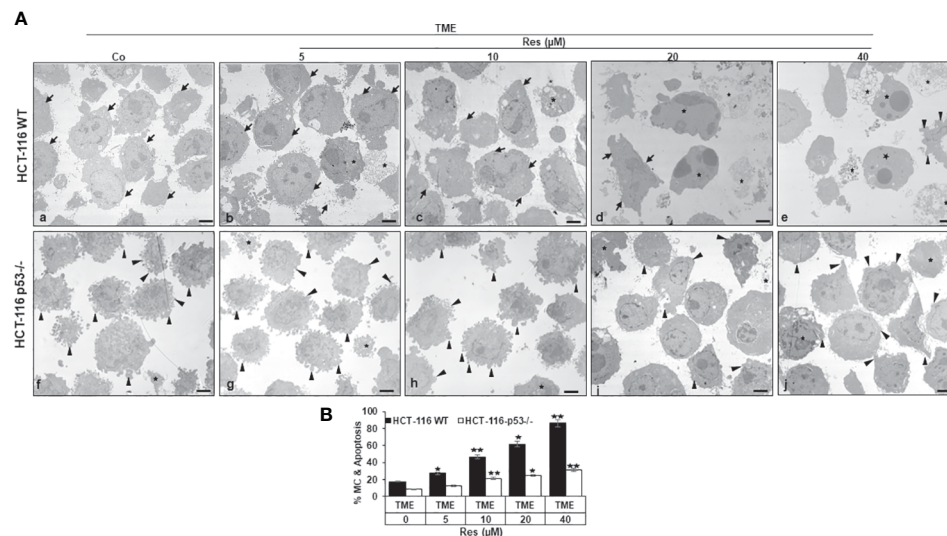 A
TME
Res (µM)
Co 5 10 20 40
HCT-116 WT
a b c d e
HCT-116 p53-/-
f g h i j
B
% MC & Apoptosis
100
80
60
40
20
0
HCT-116 WT HCT-116-p53-/-
★ ★★ ★ ★★
★★ ★ ★★
TME TME TME TME TME
0 5 10 20 40
Res (µM)